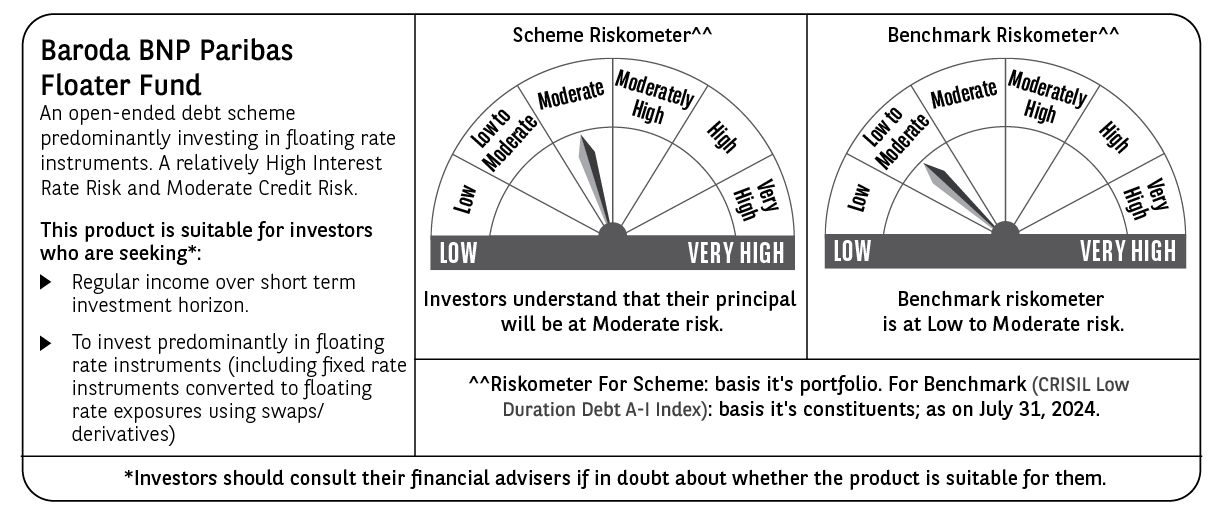 Baroda BNP Paribas
Floater Fund
An open-ended debt scheme
predominantly investing in floating rate
instruments. A relatively High Interest
Rate Risk and Moderate Credit Risk.
This product is suitable for investors
who are seeking*:
Regular income over short term
investment horizon.
To invest predominantly in floating
rate instruments (including fixed rate
instruments converted to floating
rate exposures using swaps/
derivatives)
Scheme Riskometer^^
Low
Low to
Moderate
Moderate
Moderately
High
High
Very
High
LOW
VERY HIGH
Investors understand that their principal
will be at Moderate risk.
Benchmark Riskometer^^
Low
Low to
Moderate
Moderate
Moderately
High
High
Very
High
LOW
VERY HIGH
Benchmark riskometer
is at Low to Moderate risk.
^^Riskometer For Scheme: basis it's portfolio. For Benchmark (CRISIL Low
Duration Debt A-I Index): basis it's constituents; as on July 31, 2024.
*Investors should consult their financial advisers if in doubt about whether the product is suitable for them.